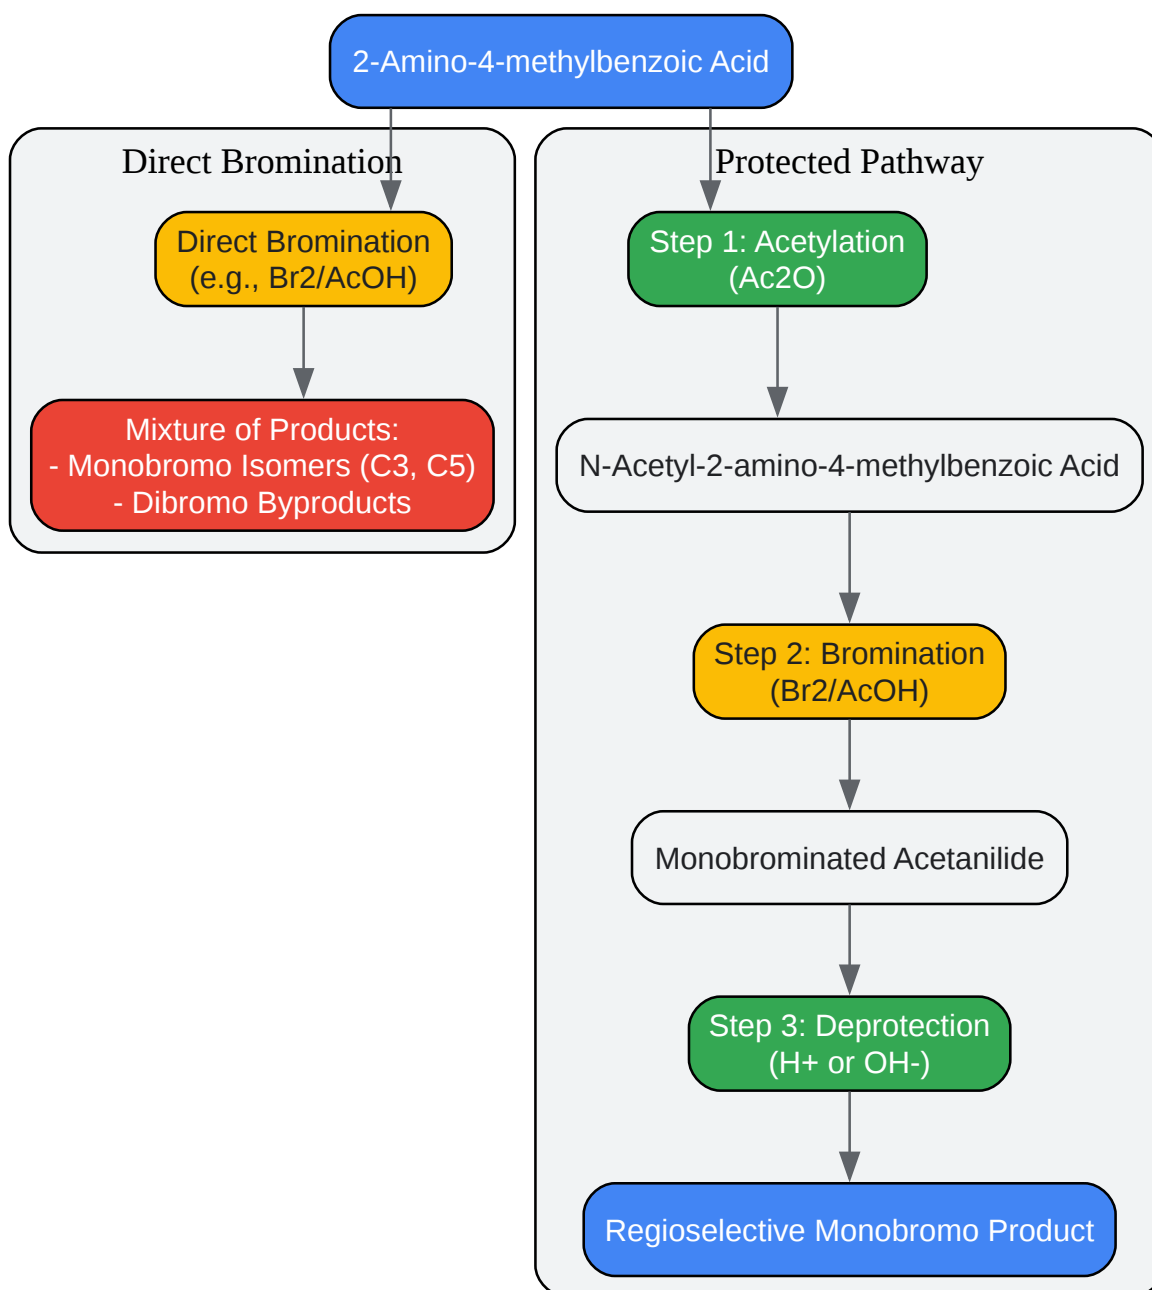 2-Amino-4-methylbenzoic Acid
Direct Bromination
Direct Bromination
(e.g., Br2/AcOH)
Mixture of Products:
- Monobromo Isomers (C3, C5)
- Dibromo Byproducts
Protected Pathway
Step 1: Acetylation
(Ac2O)
N-Acetyl-2-amino-4-methylbenzoic Acid
Step 2: Bromination
(Br2/AcOH)
Monobrominated Acetanilide
Step 3: Deprotection
(H+ or OH-)
Regioselective Monobromo Product